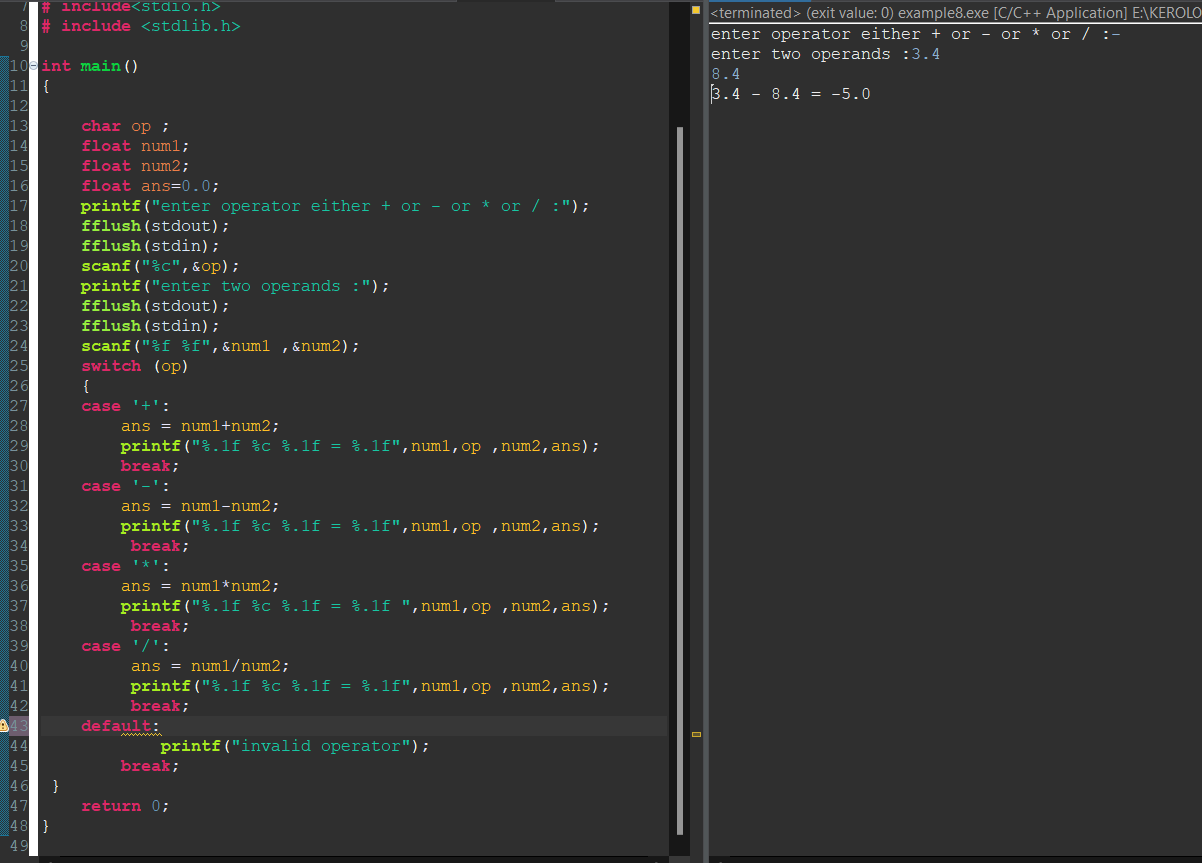 7 # include<stdio.h>
8 # include <stdlib.h>
9
10 int main()
11 {
12
13 char op ;
14 float num1;
15 float num2;
16 float ans=0.0;
17 printf("enter operator either + or - or * or / :");
18 fflush(stdout);
19 fflush(stdin);
20 scanf("%c",&op);
21 printf("enter two operands :");
22 fflush(stdout);
23 fflush(stdin);
24 scanf("%f %f",&num1 ,&num2);
25 switch (op)
26 {
27 case '+':
28 ans = num1+num2;
29 printf("%.1f %c %.1f = %.1f",num1,op ,num2,ans);
30 break;
31 case '-':
32 ans = num1-num2;
33 printf("%.1f %c %.1f = %.1f",num1,op ,num2,ans);
34 break;
35 case '*':
36 ans = num1*num2;
37 printf("%.1f %c %.1f = %.1f ",num1,op ,num2,ans);
38 break;
39 case '/':
40 ans = num1/num2;
41 printf("%.1f %c %.1f = %.1f",num1,op ,num2,ans);
42 break;
43 default:
44 printf("invalid operator");
45 break;
46 }
47 return 0;
48 }
49
<terminated> (exit value: 0) example8.exe [C/C++ Application] E:\KEROLO
enter operator either + or - or * or / :-
enter two operands :3.4
8.4
3.4 - 8.4 = -5.0